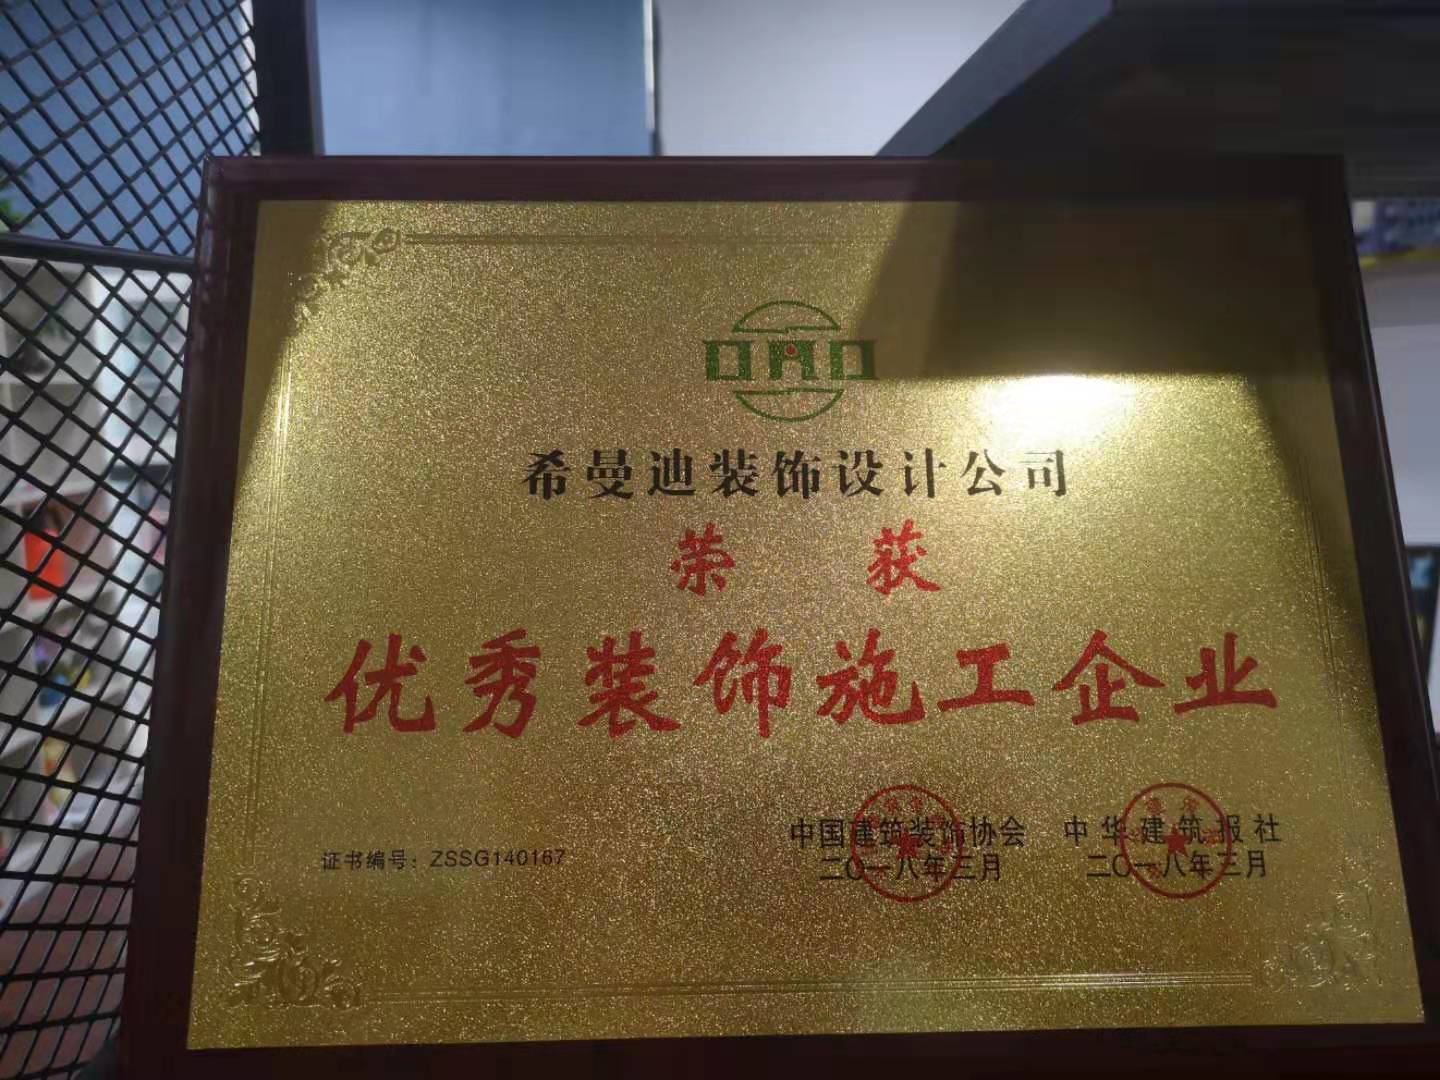 希曼迪装饰设计公司
荣获
优秀装饰施工企业
中国建筑装饰协会 中华建筑报社
二〇一八年三月 二〇一八年三月
证书编号：ZSSG140167